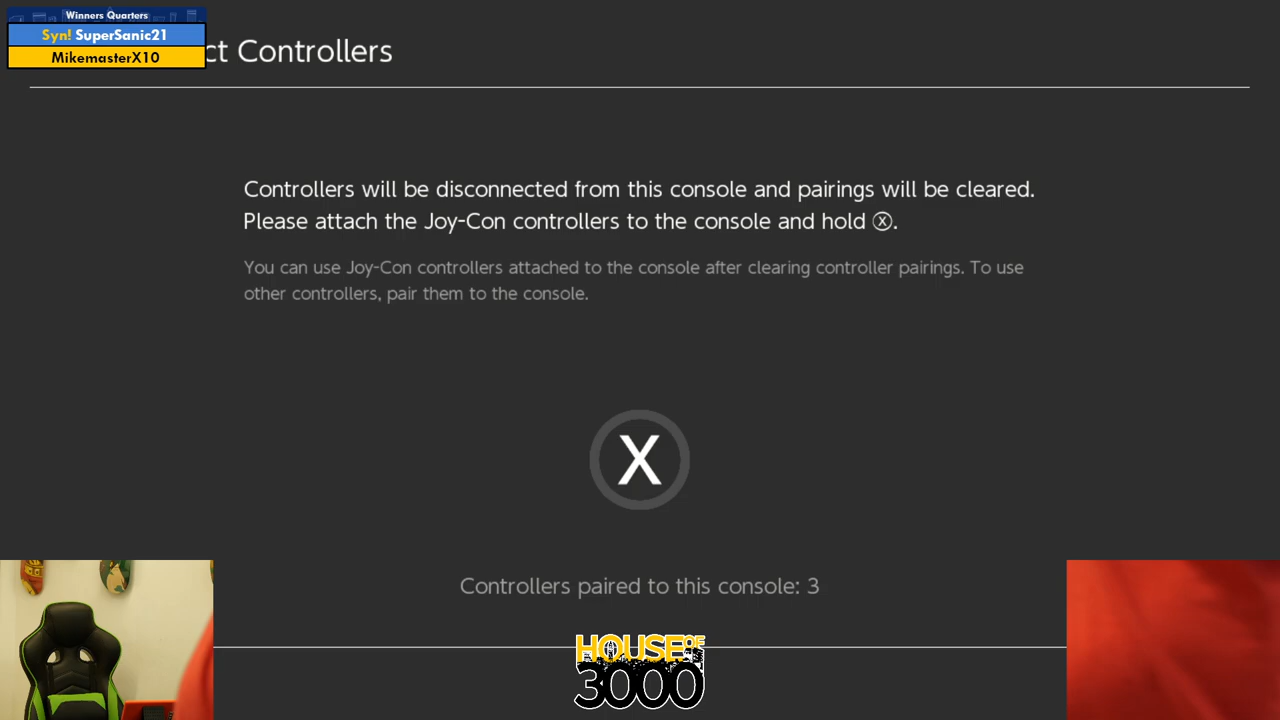 Winners Quarters
Syn! SuperSanic21
MikemasterX10
ct Controllers
Controllers will be disconnected from this console and pairings will be cleared.
Please attach the Joy-Con controllers to the console and hold Ⓧ.
You can use Joy-Con controllers attached to the console after clearing controller pairings. To use
other controllers, pair them to the console.
X
Controllers paired to this console: 3
HOUSE OF
3000